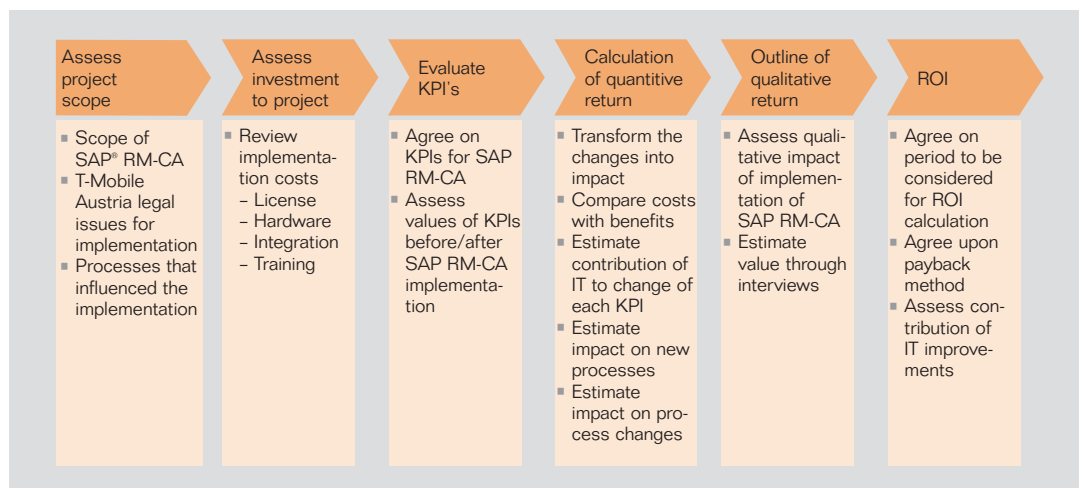 Assess
project
scope
Scope of
SAP® RM-CA
T-Mobile
Austria legal
issues for
implementation
Processes that
influenced the
implementation
Assess
investment
to project
Review
implementa-
tion costs
– License
– Hardware
– Integration
– Training
Evaluate
KPI's
Agree on
KPIs for SAP
RM-CA
Assess
values of KPIs
before/after
SAP RM-CA
implementa-
tion
Calculation
of quantitive
return
Transform the
changes into
impact
Compare costs
with benefits
Estimate
contribution of
IT to change of
each KPI
Estimate
impact on new
processes
Estimate
impact on pro-
cess changes
Outline of
qualitative
return
Assess quali-
tative impact
of implemen-
tation of
SAP RM-CA
Estimate
value through
interviews
ROI
Agree on
period to be
considered
for ROI
calculation
Agree upon
payback
method
Assess con-
tribution of
IT improve-
ments